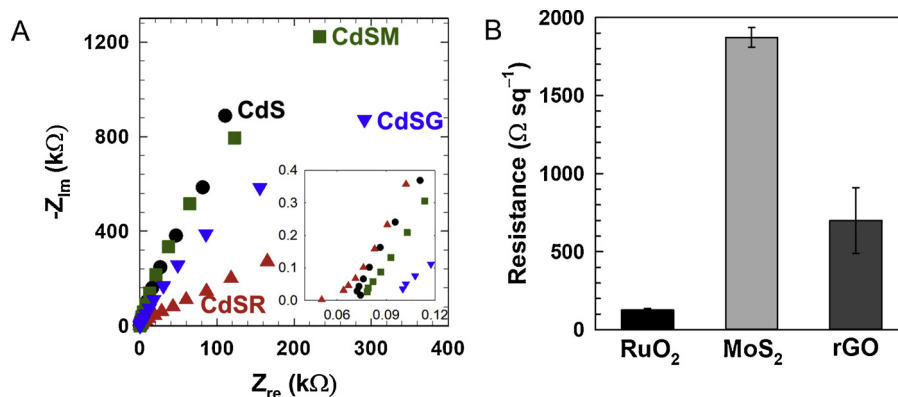 A
1200
800
400
0
-Z_Im (kΩ)
0
100
200
300
400
Z_re (kΩ)
CdSM
CdS
CdSG
CdSR
0.4
0.3
0.2
0.1
0.0
0.06
0.09
0.12
B
2000
1500
1000
500
0
Resistance (Ω sq⁻¹)
RuO₂
MoS₂
rGO